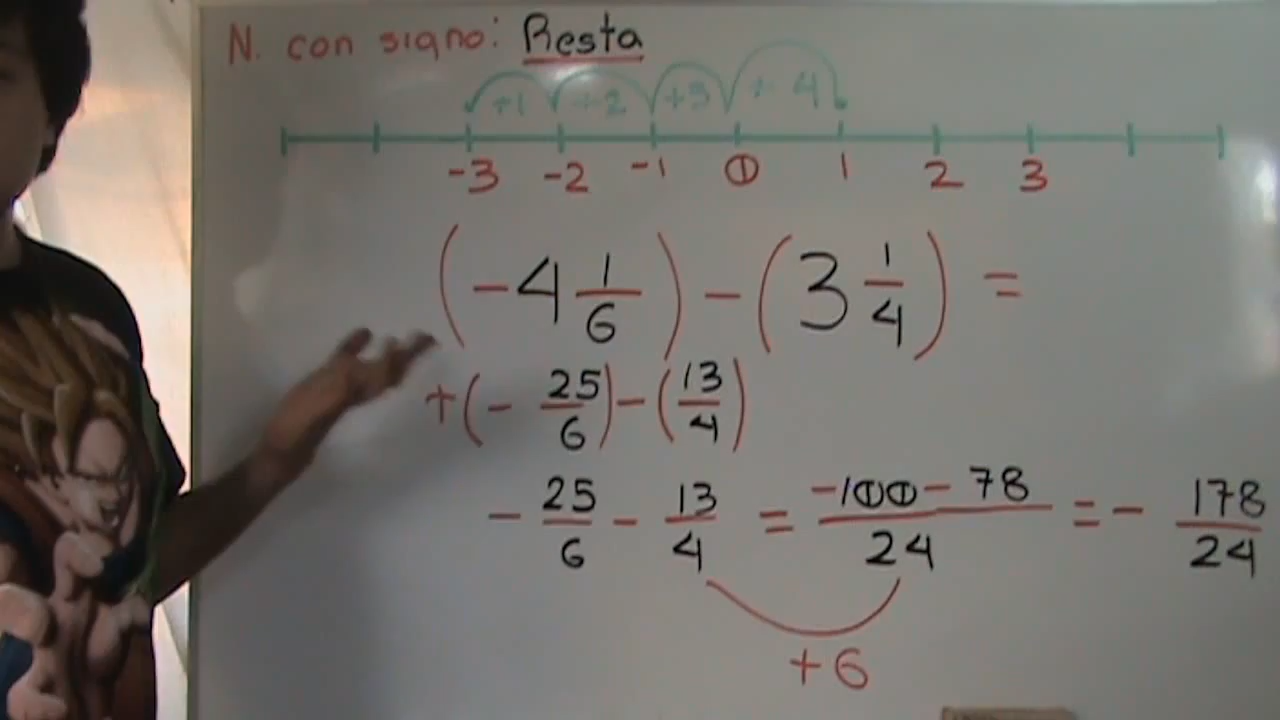 N. con signo: Resta
+1 +2 +3 + 4
-3 -2 -1 0 1 2 3
(-4 1/6) - (3 1/4) =
+(- 25/6) - (13/4)
- 25/6 - 13/4 = -100 - 78/24 = - 178/24
+6